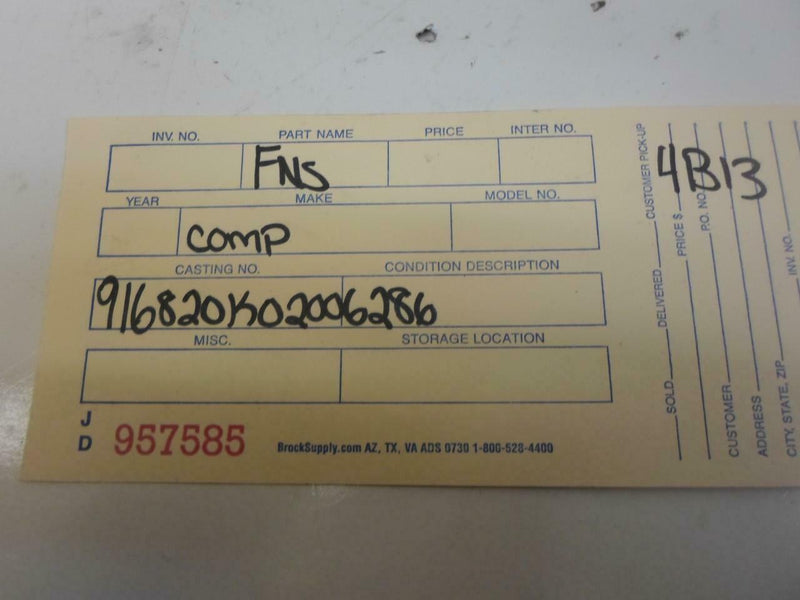 INV. NO. PART NAME PRICE INTER NO.
FNS
YEAR MAKE MODEL NO.
COMP
CASTING NO. CONDITION DESCRIPTION
916820K02006286
MISC. STORAGE LOCATION
J
D
957585
BrockSupply.com AZ, TX, VA ADS 0730 1-800-528-4400
4B13
SOLD DELIVERED CUSTOMER PICK-UP
PRICE $
P.O. NO.
CUSTOMER
ADDRESS
CITY, STATE, ZIP
INV. NO.